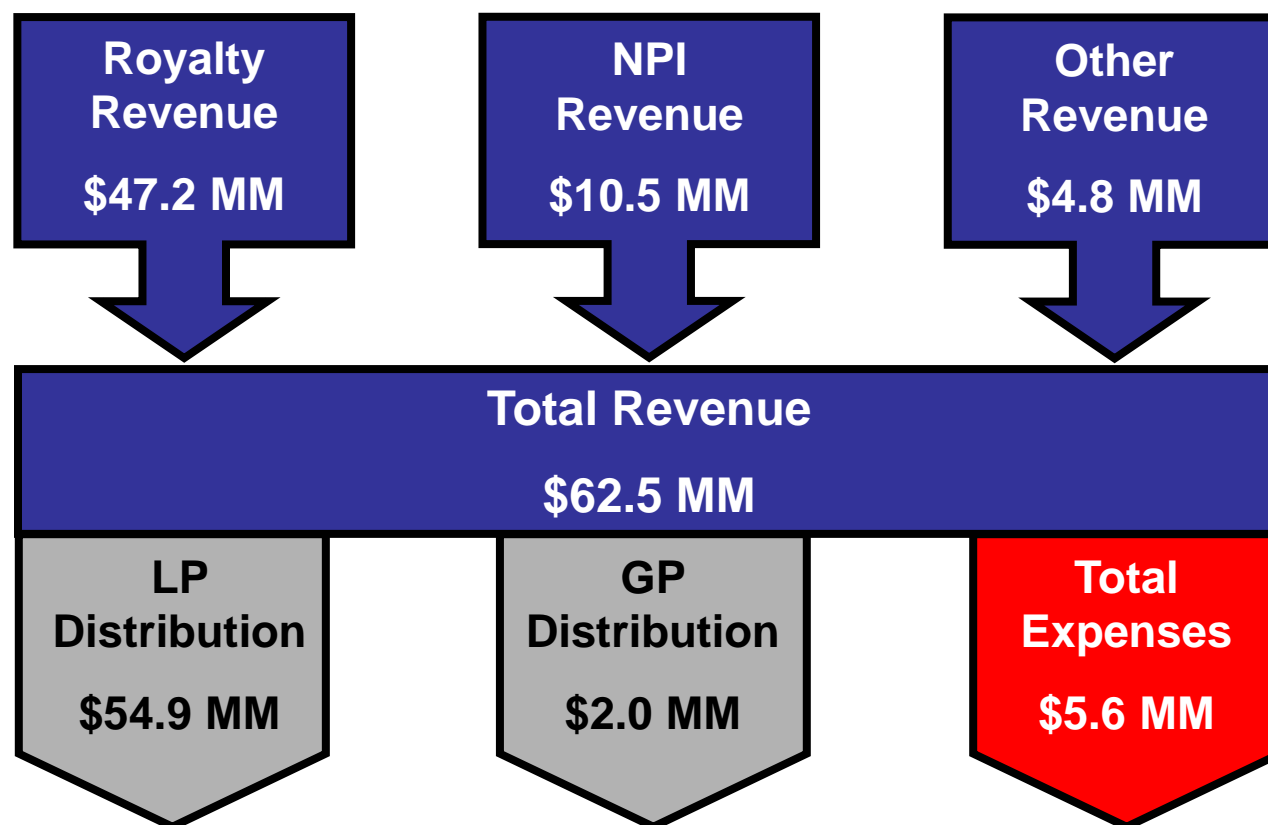 Royalty
Revenue
$47.2 MM
NPI
Revenue
$10.5 MM
Other
Revenue
$4.8 MM
Total Revenue
$62.5 MM
LP
Distribution
$54.9 MM
GP
Distribution
$2.0 MM
Total
Expenses
$5.6 MM